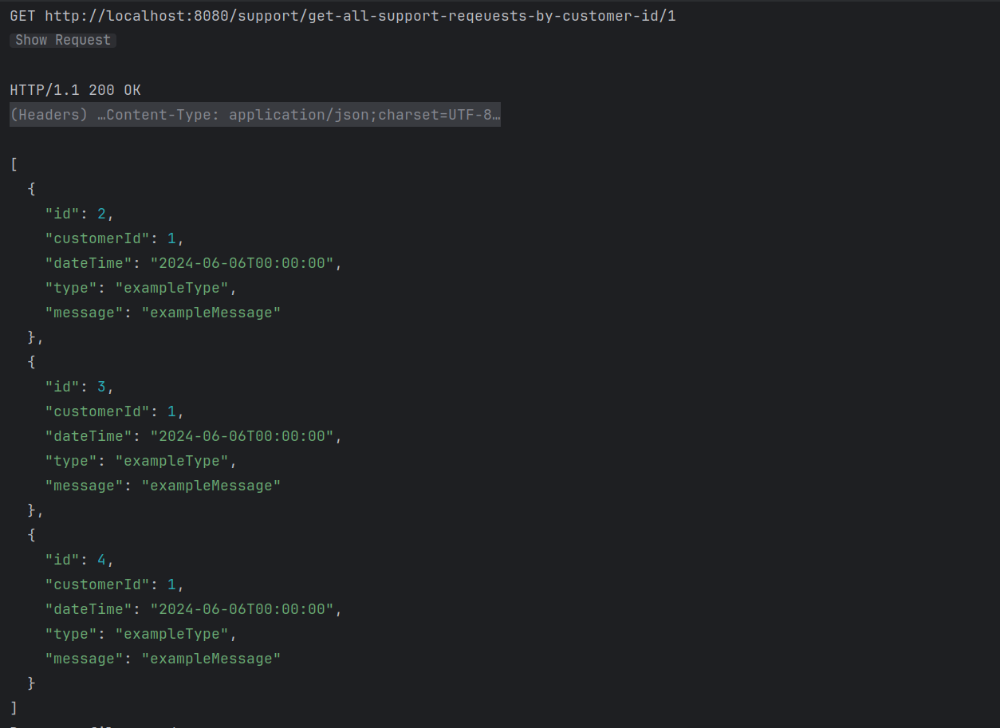 GET http://localhost:8080/support/get-all-support-reqeuests-by-customer-id/1
Show Request
HTTP/1.1 200 OK
(Headers) …Content-Type: application/json;charset=UTF-8…
[
  {
    "id": 2,
    "customerId": 1,
    "dateTime": "2024-06-06T00:00:00",
    "type": "exampleType",
    "message": "exampleMessage"
  },
  {
    "id": 3,
    "customerId": 1,
    "dateTime": "2024-06-06T00:00:00",
    "type": "exampleType",
    "message": "exampleMessage"
  },
  {
    "id": 4,
    "customerId": 1,
    "dateTime": "2024-06-06T00:00:00",
    "type": "exampleType",
    "message": "exampleMessage"
  }
]